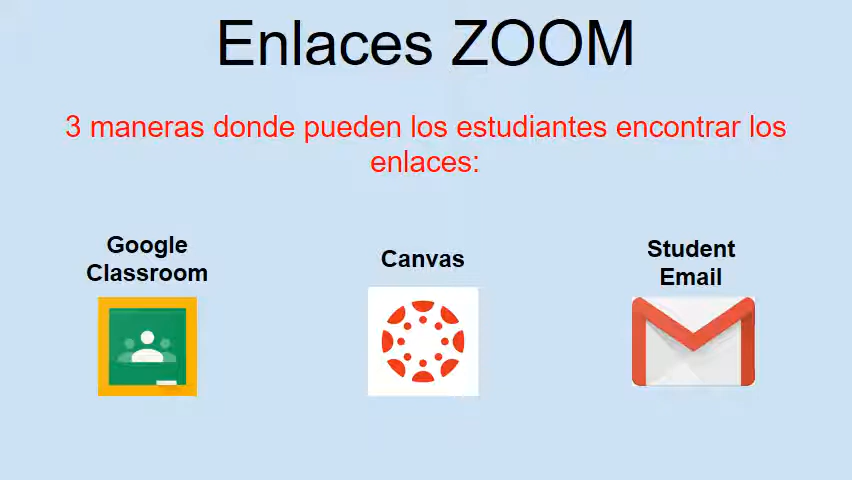 Enlaces ZOOM
3 maneras donde pueden los estudiantes encontrar los
enlaces:
Google
Classroom
Canvas
Student
Email